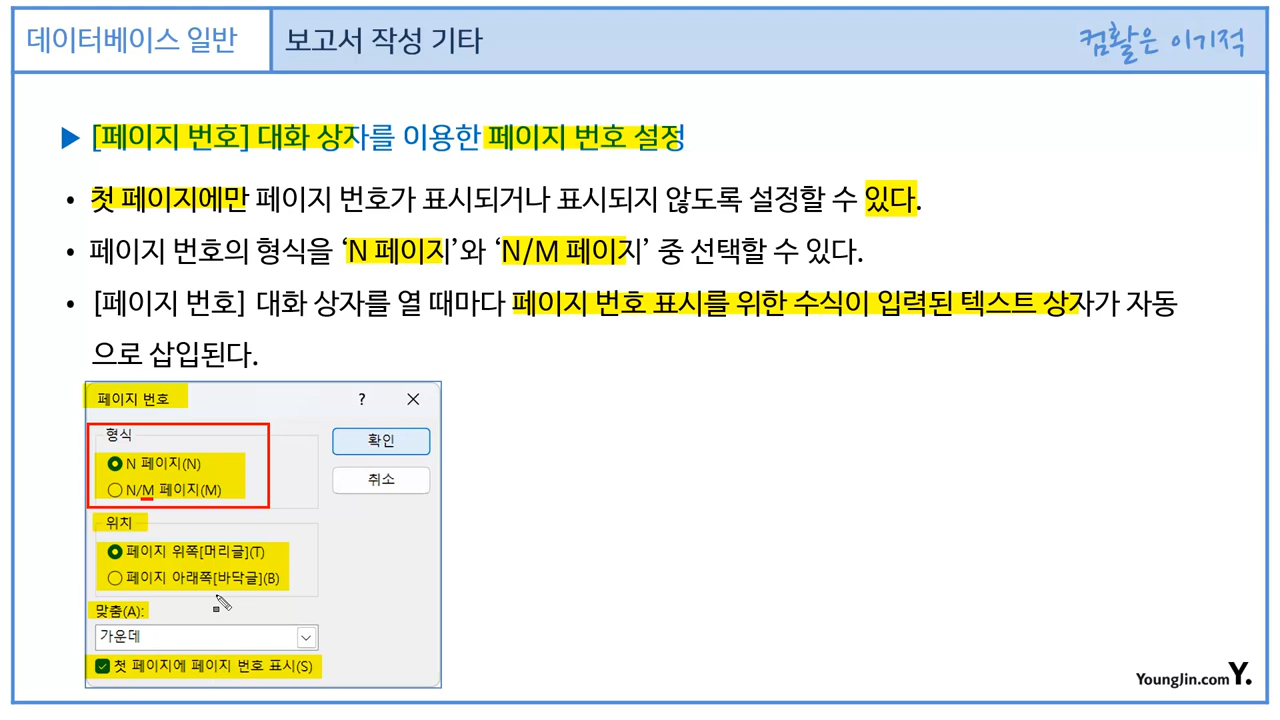 데이터베이스 일반
보고서 작성 기타
컴활은 이기적
▶ [페이지 번호] 대화 상자를 이용한 페이지 번호 설정
• 첫 페이지에만 페이지 번호가 표시되거나 표시되지 않도록 설정할 수 있다.
• 페이지 번호의 형식을 ‘N 페이지’와 ‘N/M 페이지’ 중 선택할 수 있다.
• [페이지 번호] 대화 상자를 열 때마다 페이지 번호 표시를 위한 수식이 입력된 텍스트 상자가 자동
으로 삽입된다.
페이지 번호
?
형식
확인
N 페이지(N)
취소
N/M 페이지(M)
위치
페이지 위쪽[머리글](T)
페이지 아래쪽[바닥글](B)
맞춤(A):
가운데
첫 페이지에 페이지 번호 표시(S)
YoungJin.com Y.